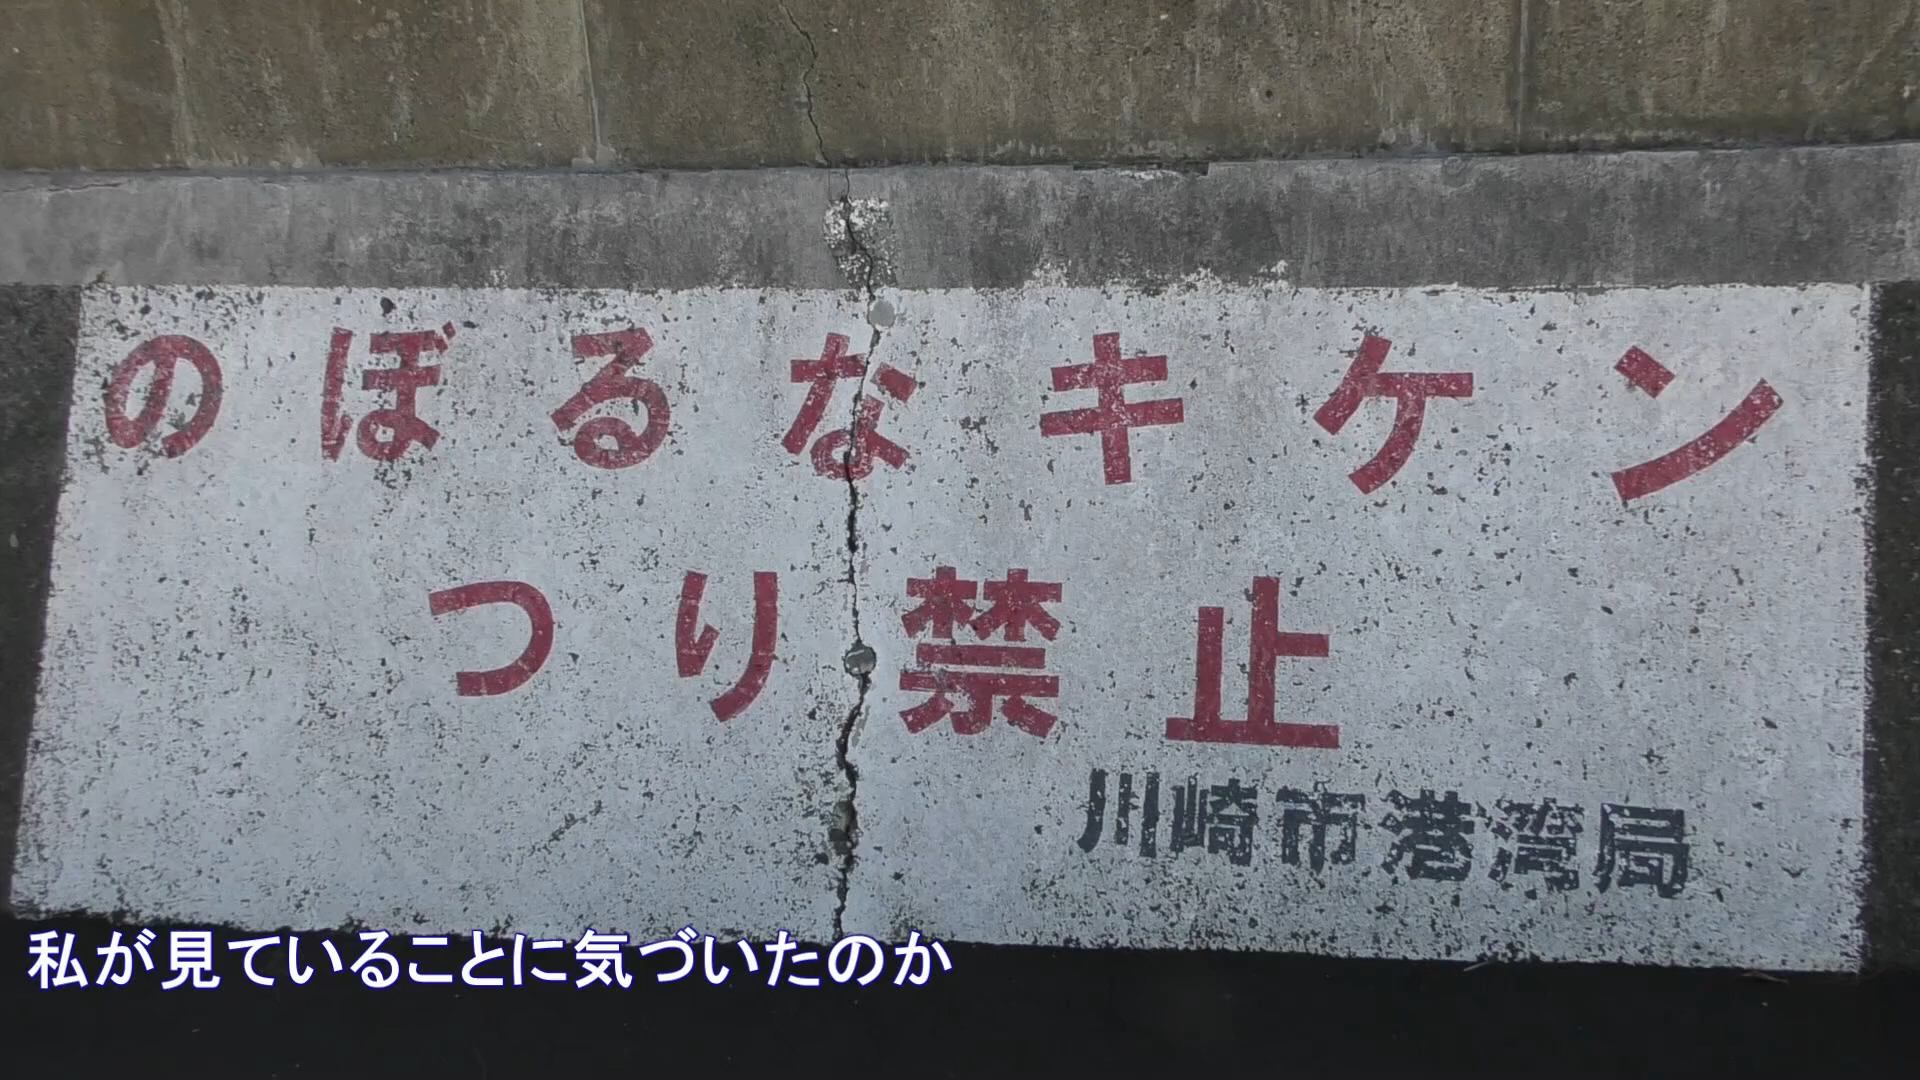 のぼるなキケン
つり禁止
川崎市港湾局
私が見ていることに気づいたのか